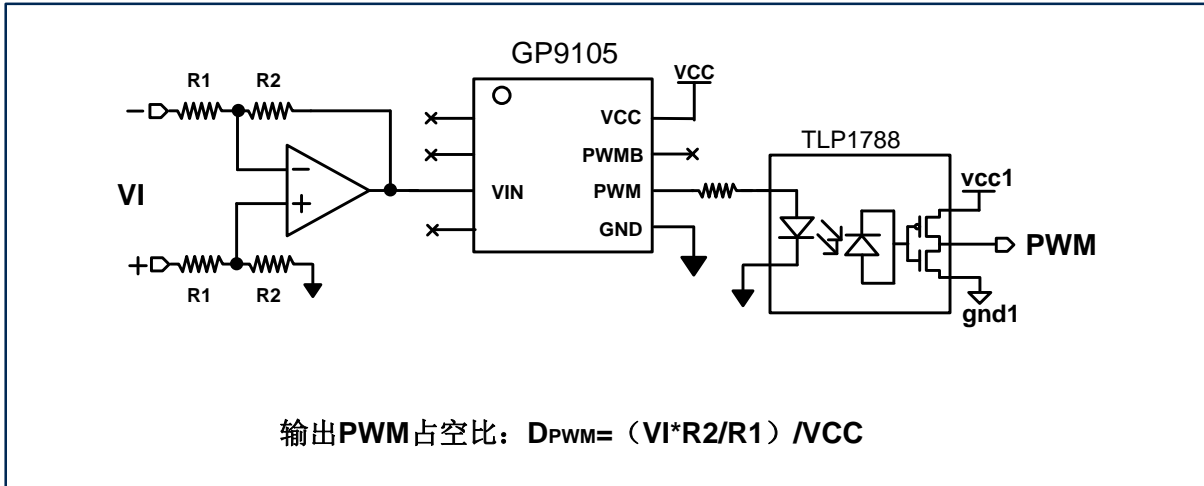 GP9105
R1
R2
VCC
−
VCC
TLP1788
PWMB
−
vcc1
VI
VIN
PWM
+
GND
PWM
+
R1
R2
gnd1
输出PWM占空比：DPWM=（VI*R2/R1）/VCC